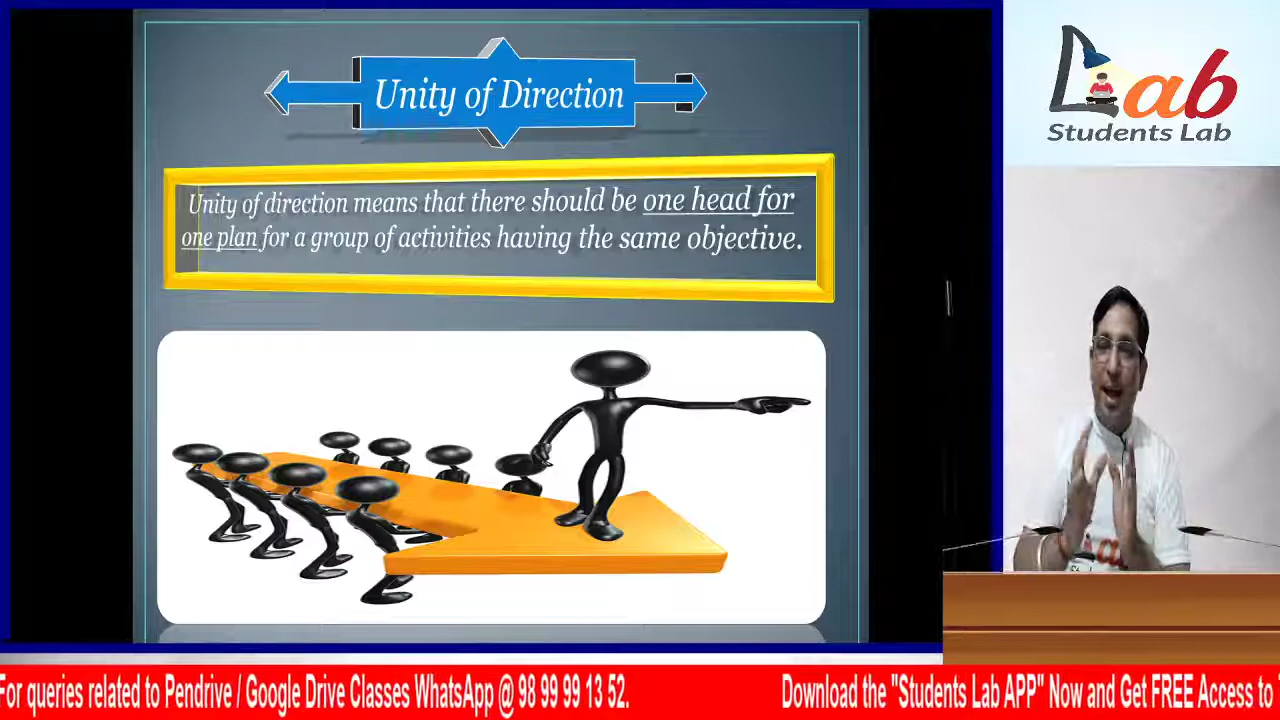 Unity of Direction
Unity of direction means that there should be one head for
one plan for a group of activities having the same objective.
Lab
Students Lab
For queries related to Pendrive / Google Drive Classes WhatsApp @ 98 99 99 13 52.
Download the "Students Lab APP" Now and Get FREE Access to